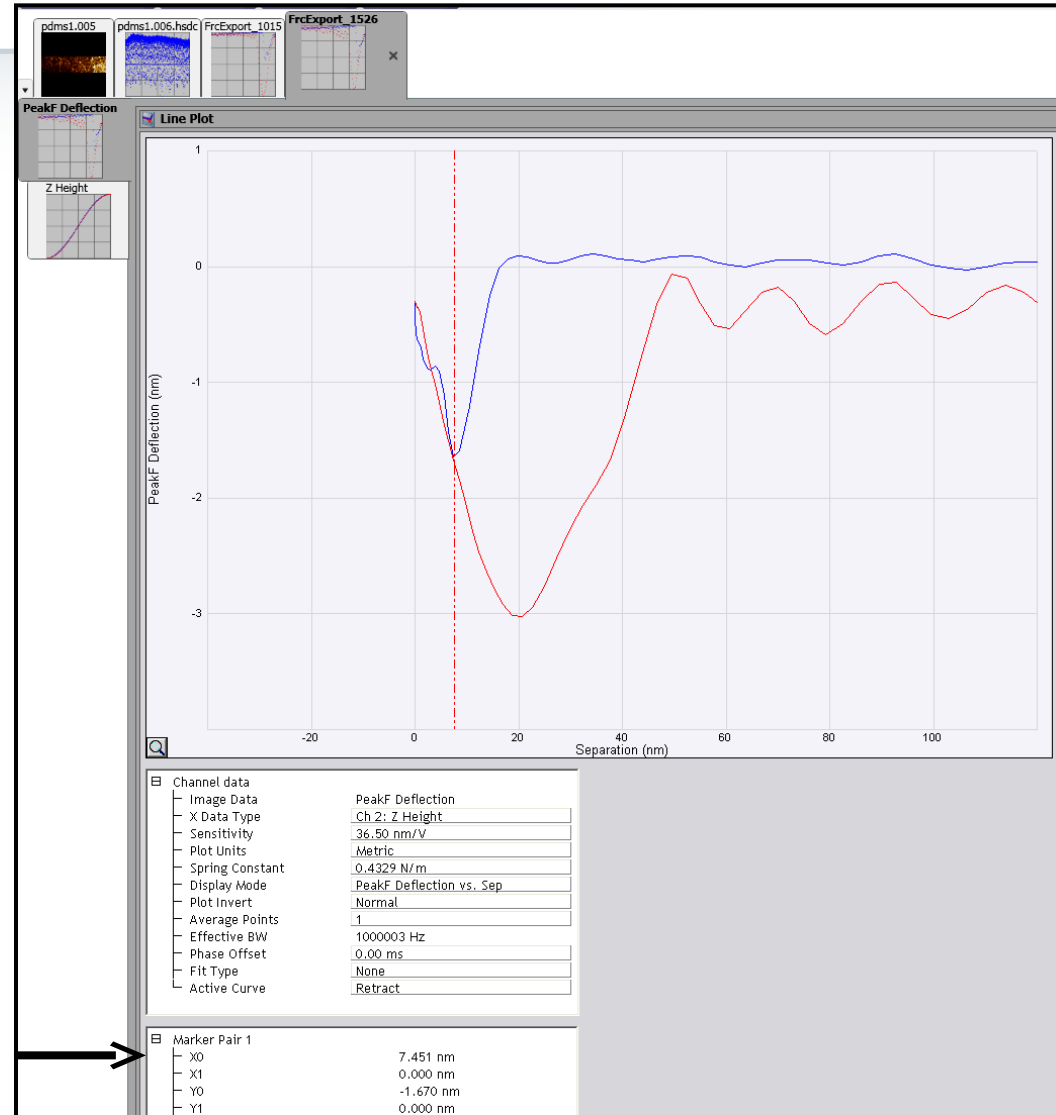 pdms1.005 pdms1.006.hsdc FrcExport_1015 FrcExport_1526 ×
PeakF Deflection
Z Height
Line Plot
1
0
-1
-2
-3
PeakF Deflection (nm)
-20 0 20 40 60 80 100
Separation (nm)
Channel data
Image Data PeakF Deflection
X Data Type Ch 2: Z Height
Sensitivity 36.50 nm/V
Plot Units Metric
Spring Constant 0.4329 N/m
Display Mode PeakF Deflection vs. Sep
Plot Invert Normal
Average Points 1
Effective BW 1000003 Hz
Phase Offset 0.00 ms
Fit Type None
Active Curve Retract
Marker Pair 1
X0 7.451 nm
X1 0.000 nm
Y0 -1.670 nm
Y1 0.000 nm